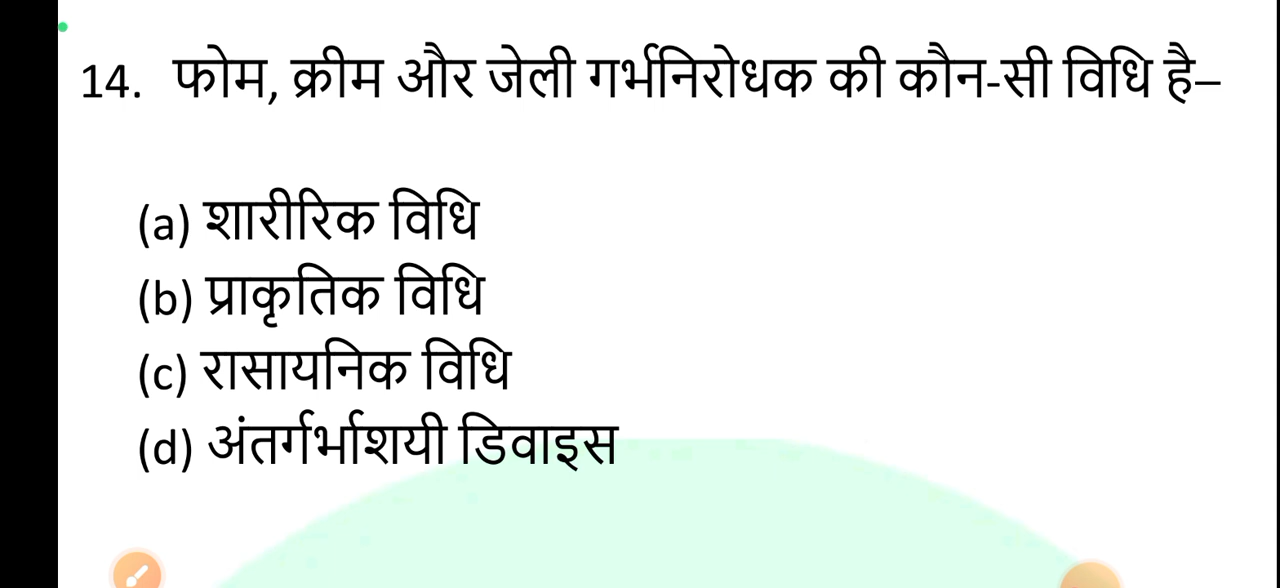 14. फोम, क्रीम और जेली गर्भनिरोधक की कौन-सी विधि है–
(a) शारीरिक विधि
(b) प्राकृतिक विधि
(c) रासायनिक विधि
(d) अंतर्गर्भाशयी डिवाइस